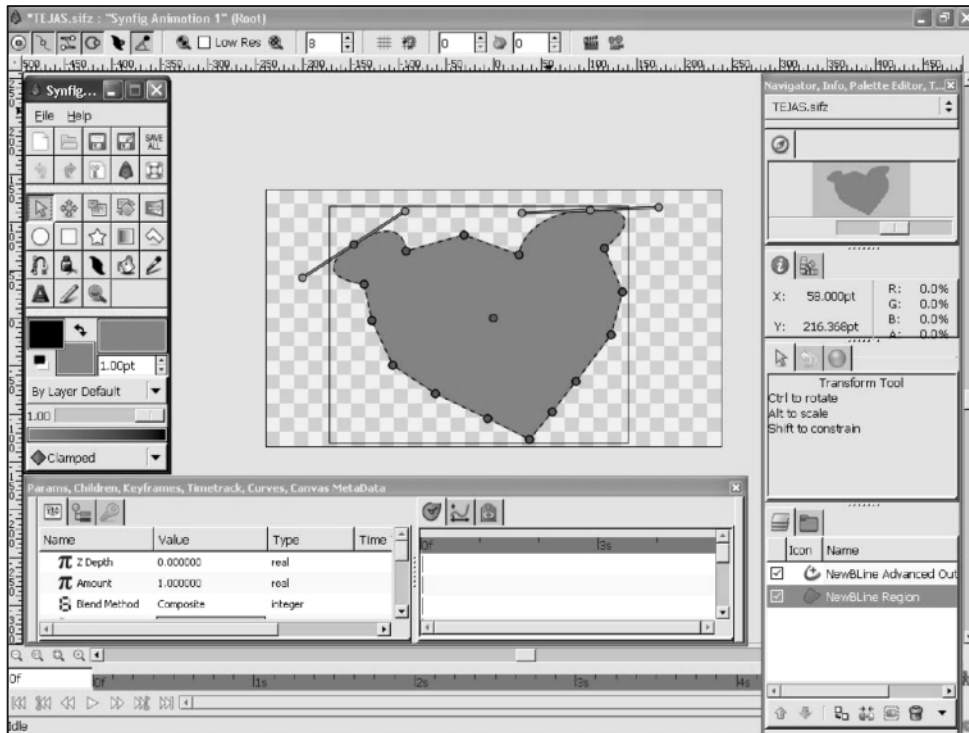 *TEJAS.sifz : "Synfig Animation 1" (Root)
Low Res 8 0 0
Synfig...
File Help
SAVE ALL
1.00pt
By Layer Default
1.00
Clamped
Navigator, Info, Palette Editor, T...
TEJAS.sifz
X: 59.000pt
Y: 216.368pt
R: 0.0%
G: 0.0%
B: 0.0%
A: 0.0%
Transform Tool
Ctrl to rotate
Alt to scale
Shift to constrain
Icon Name
NewBLine Advanced Out
NewBLine Region
Params, Children, Keyframes, Timetrack, Curves, Canvas MetaData
Name Value Type Time
Z Depth 0.000000 real
Amount 1.000000 real
Blend Method Composite integer
0f 3s
0f 0f 1s 2s 3s 4s
Idle